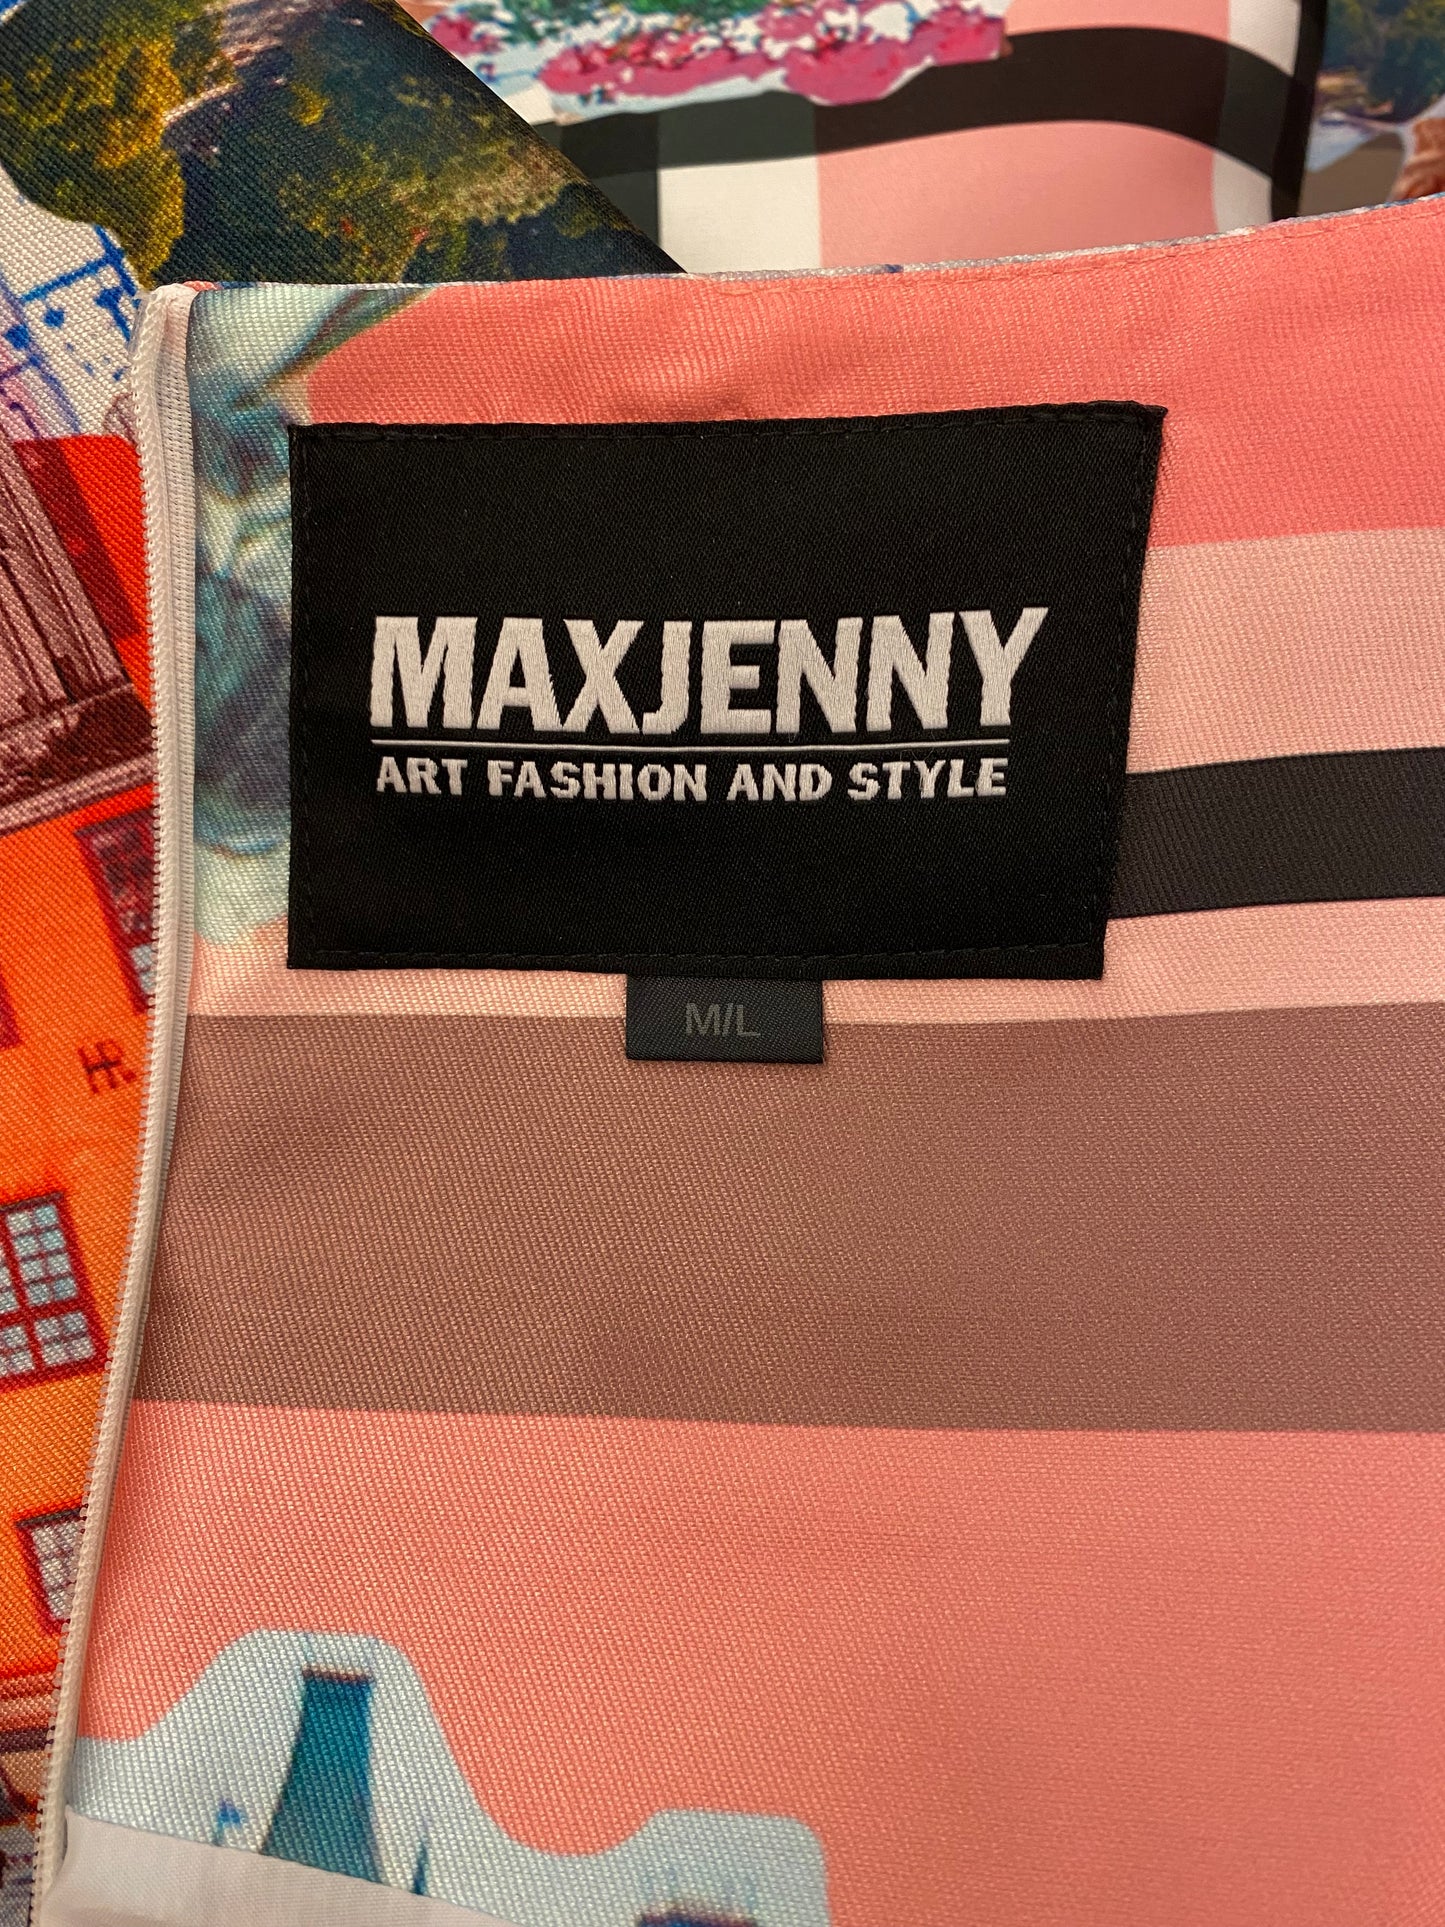 MAXJENNY
ART FASHION AND STYLE
M/L